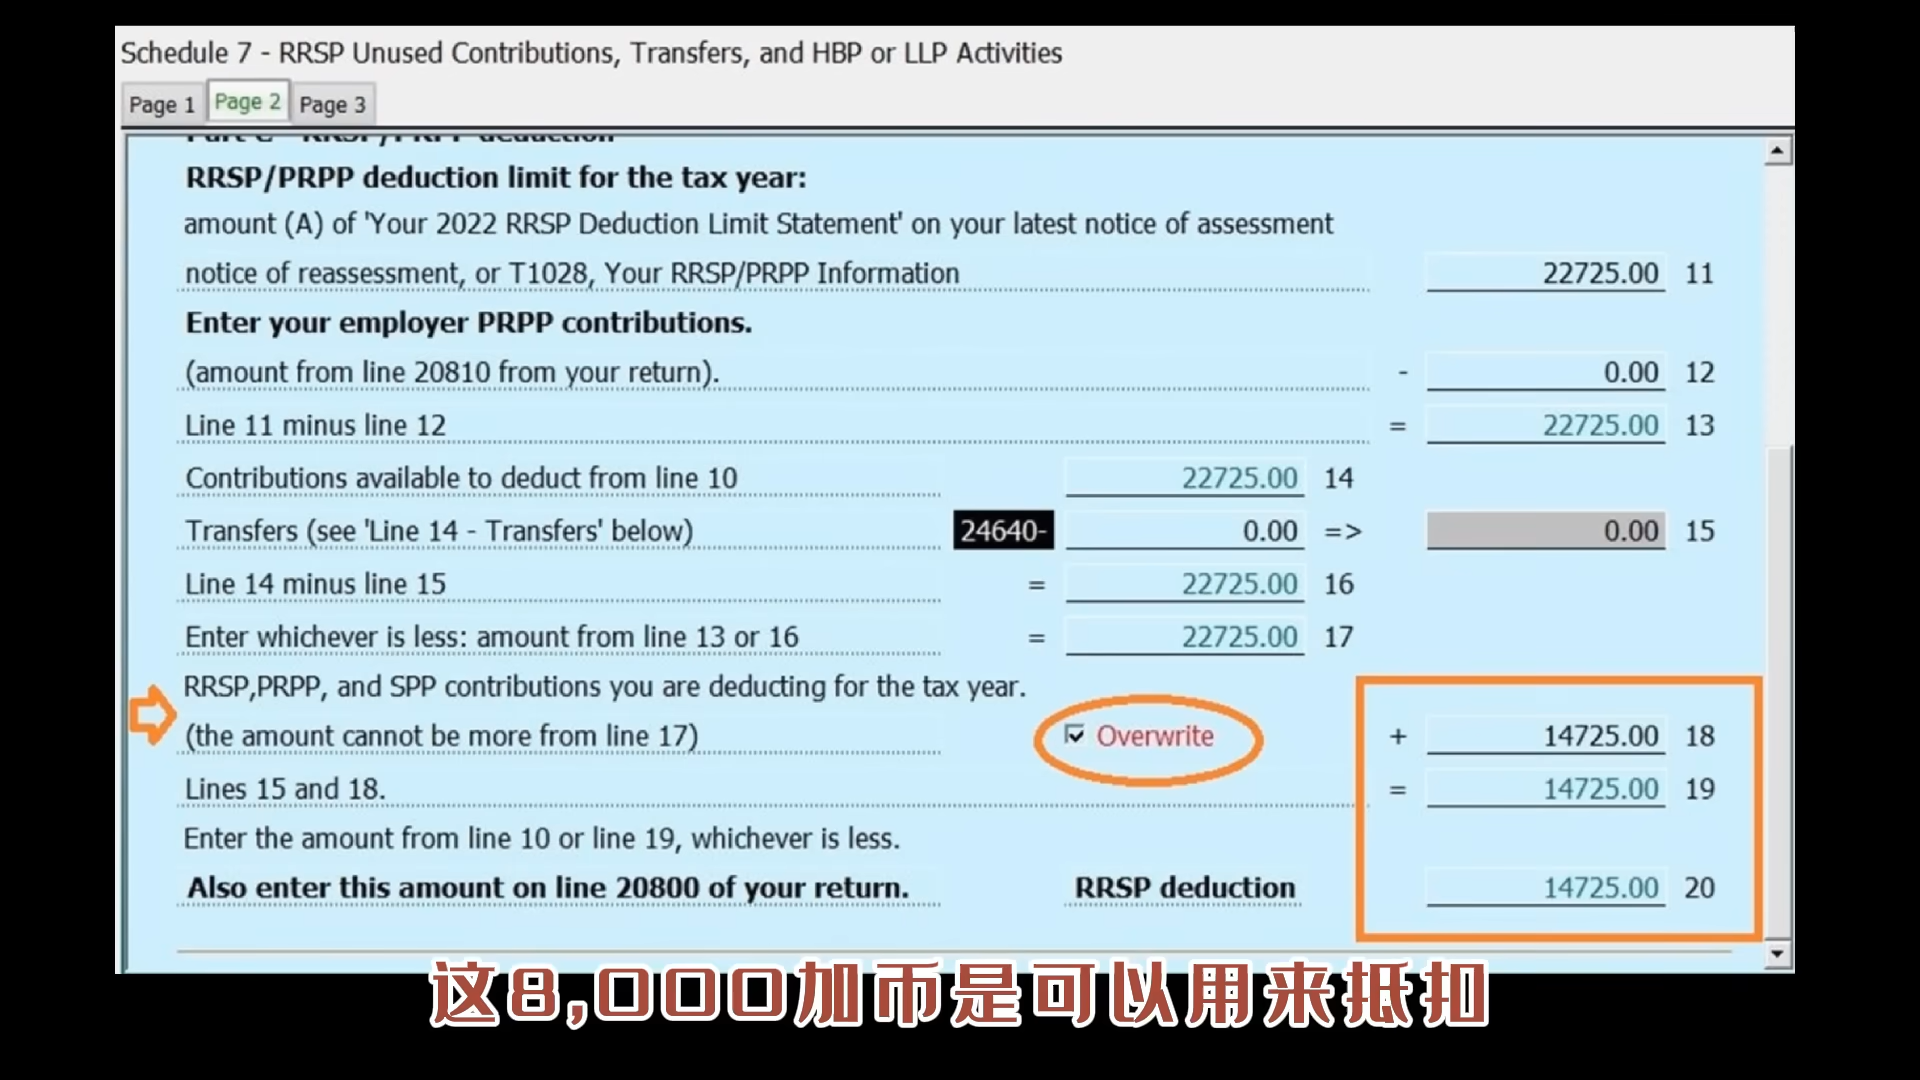 Schedule 7 - RRSP Unused Contributions, Transfers, and HBP or LLP Activities
Page 1 Page 2 Page 3
Part C - RRSP/PRPP deduction
RRSP/PRPP deduction limit for the tax year:
amount (A) of 'Your 2022 RRSP Deduction Limit Statement' on your latest notice of assessment
notice of reassessment, or T1028, Your RRSP/PRPP Information 22725.00 11
Enter your employer PRPP contributions.
(amount from line 20810 from your return). - 0.00 12
Line 11 minus line 12 = 22725.00 13
Contributions available to deduct from line 10 22725.00 14
Transfers (see 'Line 14 - Transfers' below) 24640- 0.00 => 0.00 15
Line 14 minus line 15 = 22725.00 16
Enter whichever is less: amount from line 13 or 16 = 22725.00 17
RRSP,PRPP, and SPP contributions you are deducting for the tax year.
(the amount cannot be more from line 17) Overwrite + 14725.00 18
Lines 15 and 18. = 14725.00 19
Enter the amount from line 10 or line 19, whichever is less.
Also enter this amount on line 20800 of your return. RRSP deduction 14725.00 20
这8,000加币是可以用来抵扣